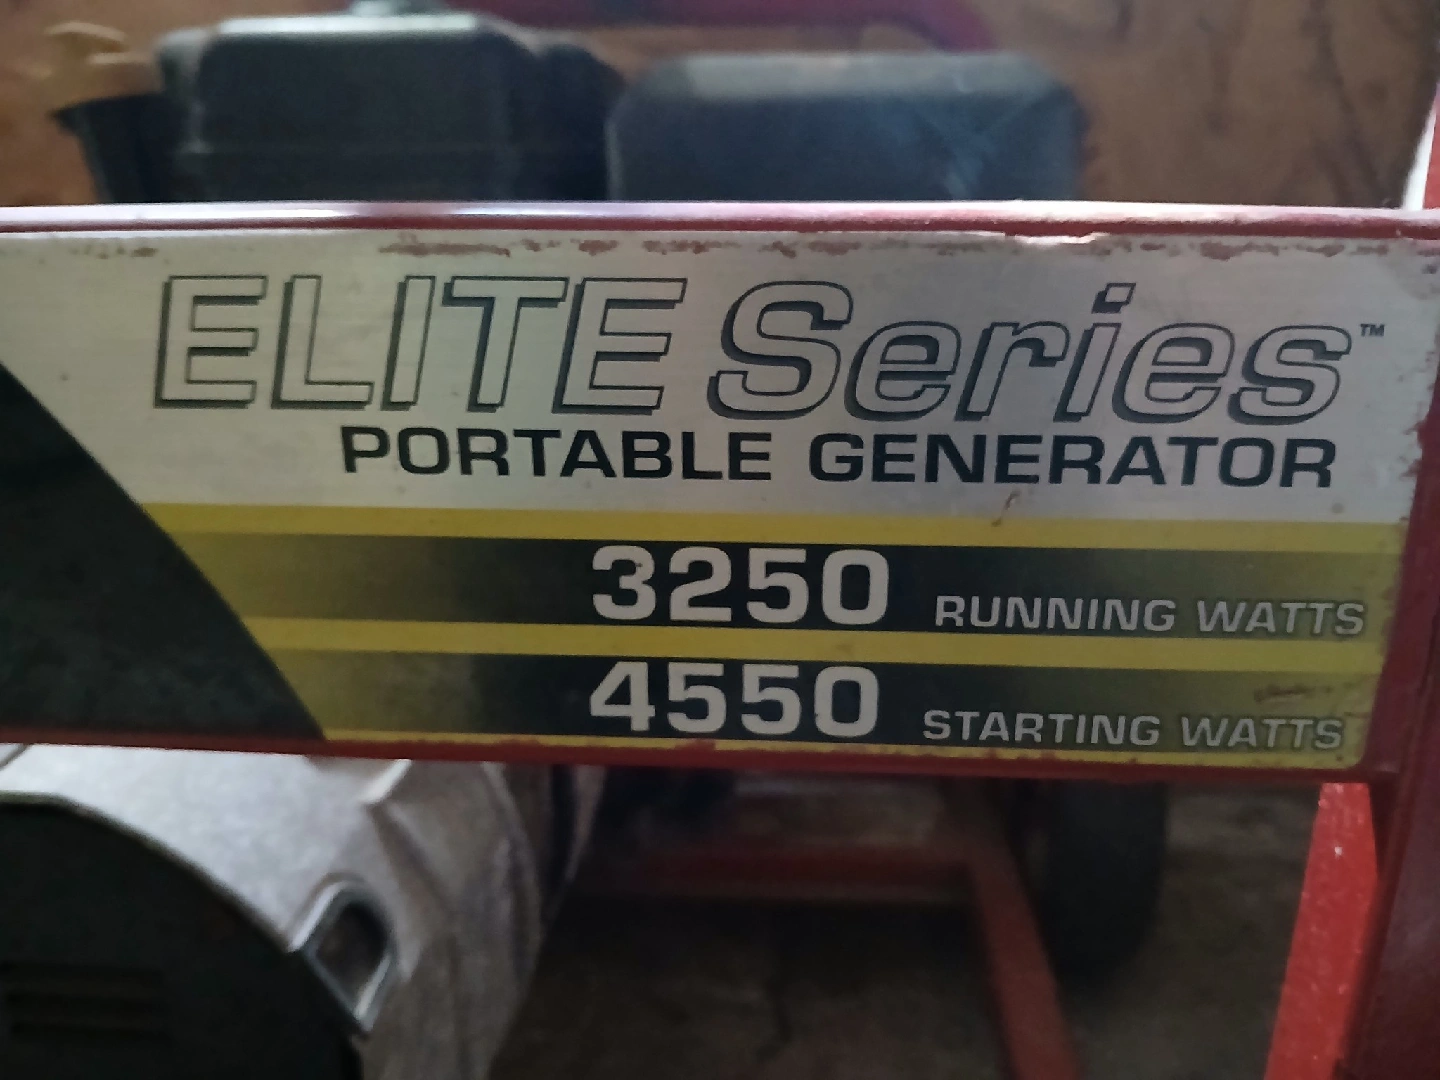 ELITE Series™
PORTABLE GENERATOR
3250 RUNNING WATTS
4550 STARTING WATTS